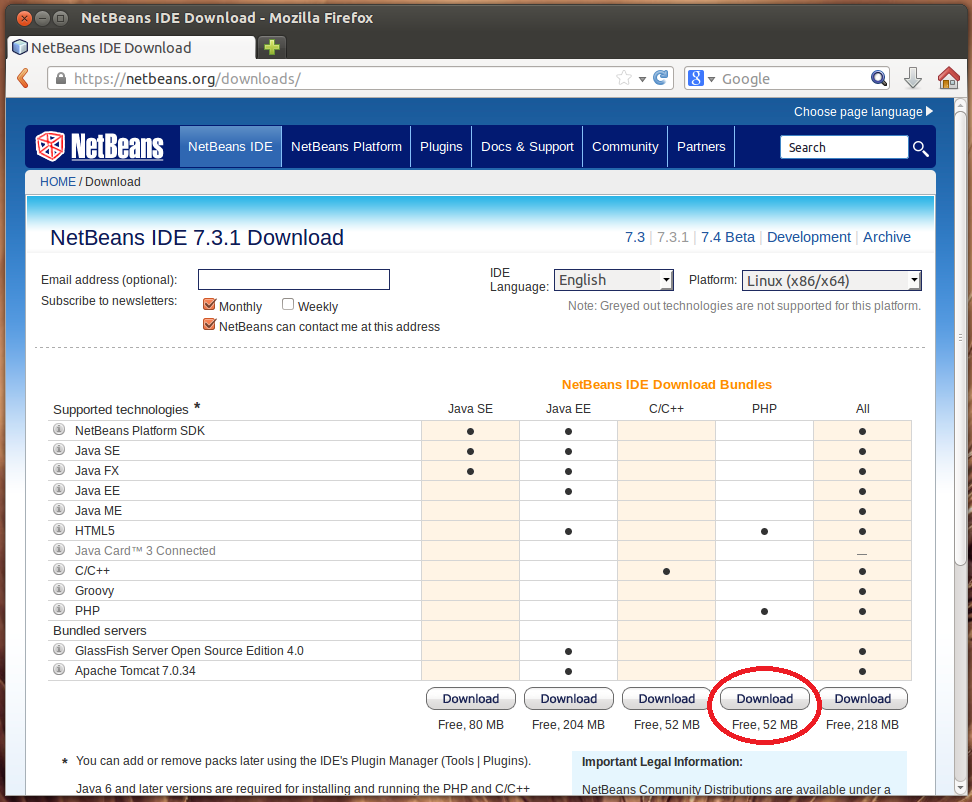 NetBeans IDE Download - Mozilla Firefox
NetBeans IDE Download
https://netbeans.org/downloads/
Google
Choose page language
NetBeans
NetBeans IDE
NetBeans Platform
Plugins
Docs & Support
Community
Partners
Search
HOME / Download
NetBeans IDE 7.3.1 Download
7.3 | 7.3.1 | 7.4 Beta | Development | Archive
Email address (optional):
IDE Language: English
Platform: Linux (x86/x64)
Subscribe to newsletters:
Monthly Weekly
Note: Greyed out technologies are not supported for this platform.
NetBeans can contact me at this address
NetBeans IDE Download Bundles
Supported technologies * Java SE Java EE C/C++ PHP All
NetBeans Platform SDK • • •
Java SE • • •
Java FX • • •
Java EE • •
Java ME •
HTML5 • • •
Java Card™ 3 Connected —
C/C++ • •
Groovy •
PHP • •
Bundled servers
GlassFish Server Open Source Edition 4.0 • •
Apache Tomcat 7.0.34 • •
Download Download Download Download Download
Free, 80 MB Free, 204 MB Free, 52 MB Free, 52 MB Free, 218 MB
* You can add or remove packs later using the IDE's Plugin Manager (Tools | Plugins).
Java 6 and later versions are required for installing and running the PHP and C/C++
Important Legal Information:
NetBeans Community Distributions are available under a